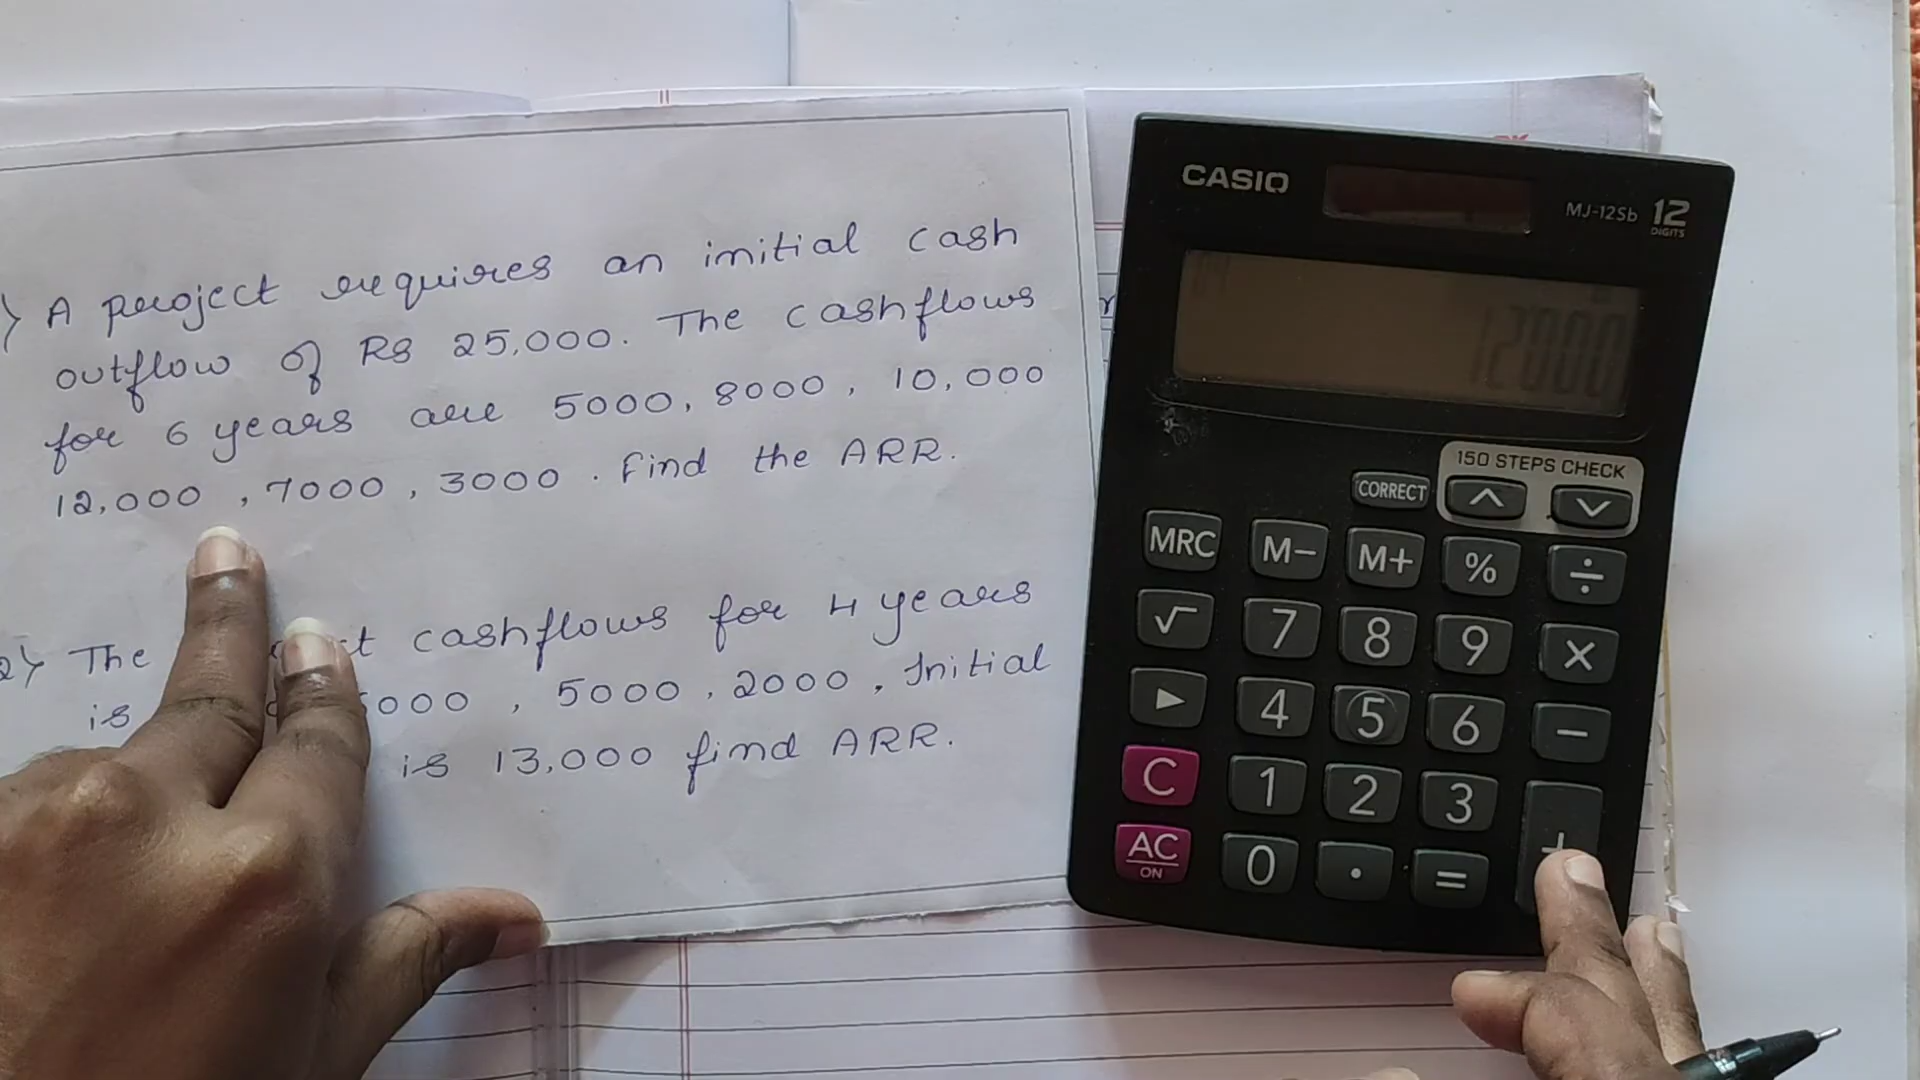 A project requires an initial cash
outflow of RS 25,000. The cashflows
for 6 years are 5000, 8000, 10,000
12,000, 7000, 3000. Find the ARR.
2) The cashflows for 4 years
is 5000, 2000, Initial
is 13,000 find ARR.
CASIO
MJ-12Sb 12
DIGITS
12000
150 STEPS CHECK
CORRECT
MRC M- M+ % ÷
√ 7 8 9 ×
4 5 6 -
C 1 2 3 +
AC 0 . =
ON